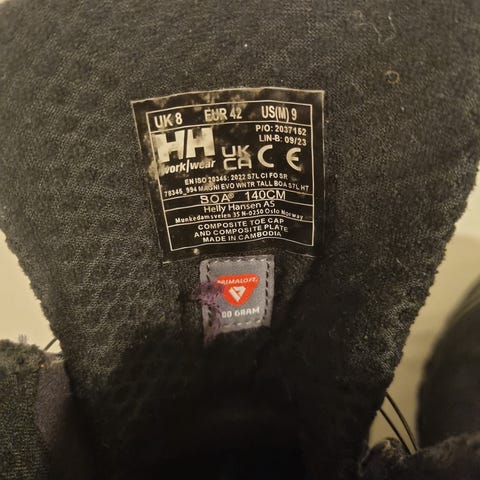 UK 8 EUR 42 US(M) 9
P/O: 2037152
LIN-B: 09/23
HH
work/wear
UK
CA CE
EN ISO 20345: 2022 S7L CI FO SR
78345_994 MAGNI EVO WNTR TALL BOA S7L HT
BOA® 140CM
Helly Hansen AS
Munkedamsveien 35 N-0250 Oslo Norway
COMPOSITE TOE CAP
AND COMPOSITE PLATE
MADE IN CAMBODIA
PRIMALOFT
GRAM